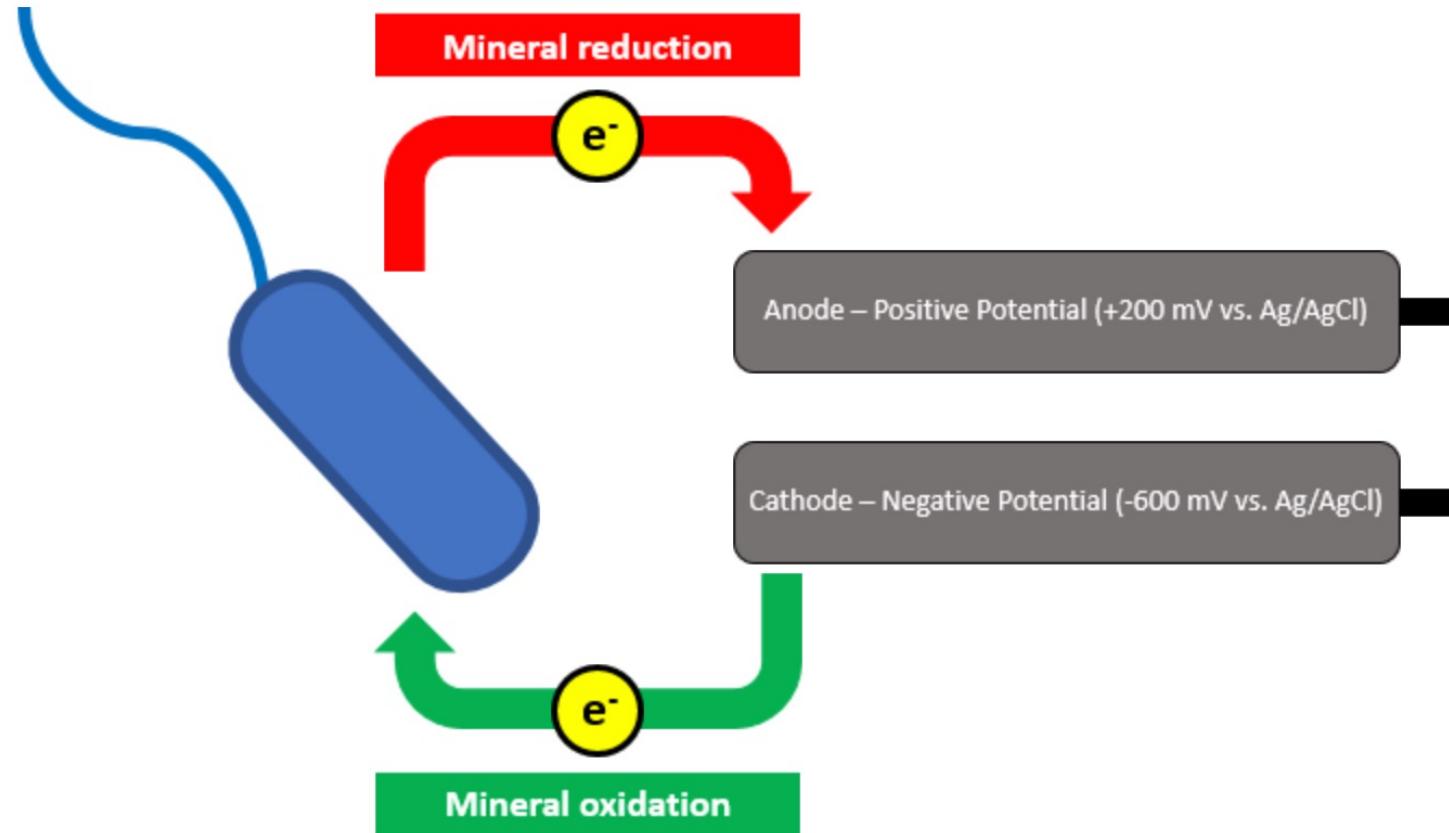 Mineral reduction
e-
Anode – Positive Potential (+200 mV vs. Ag/AgCl)
Cathode – Negative Potential (-600 mV vs. Ag/AgCl)
e-
Mineral oxidation